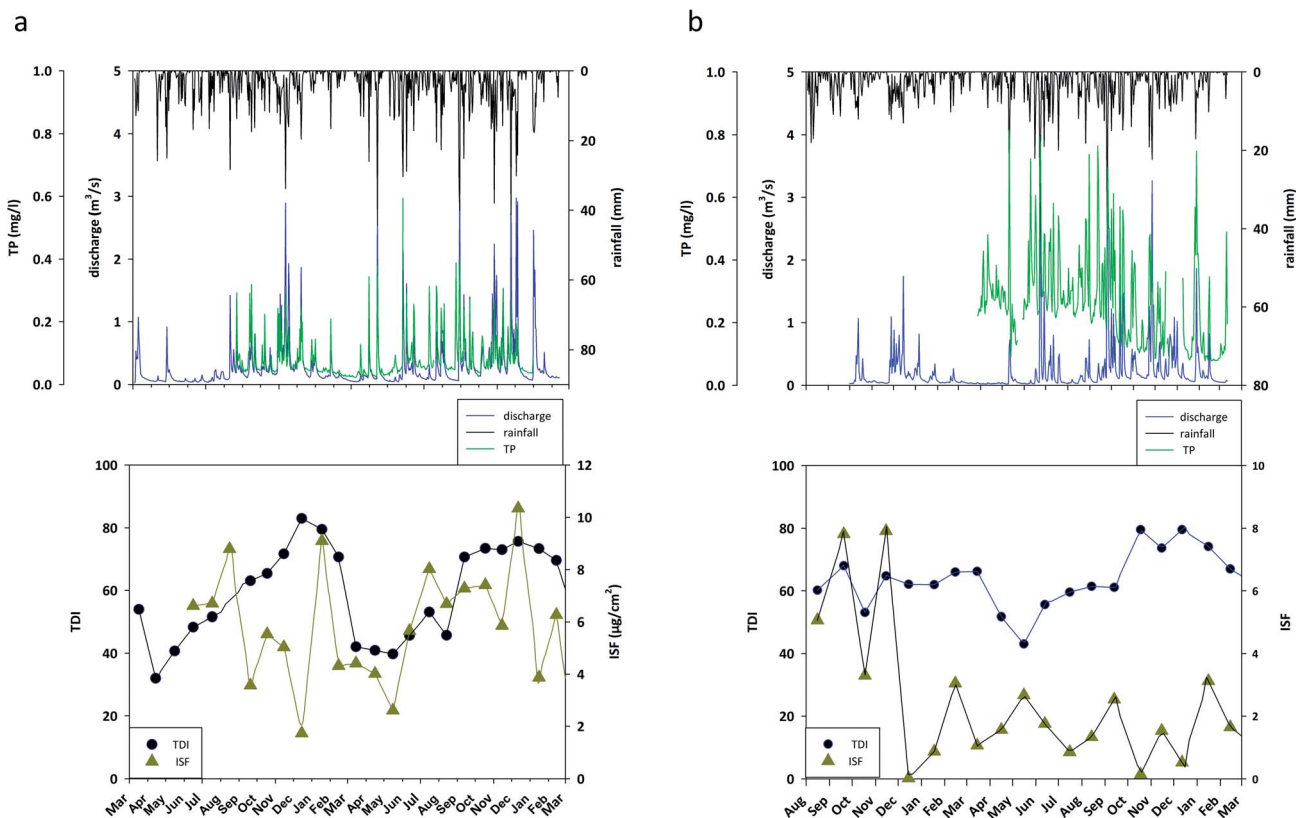 a
b
1.0
0.8
0.6
0.4
0.2
0.0
TP (mg/l)
5
4
3
2
1
0
discharge (m³/s)
0
20
40
60
80
rainfall (mm)
1.0
0.8
0.6
0.4
0.2
0.0
TP (mg/l)
5
4
3
2
1
0
discharge (m³/s)
0
20
40
60
80
rainfall (mm)
discharge
rainfall
TP
discharge
rainfall
TP
100
80
60
40
20
0
TDI
12
10
8
6
4
2
0
ISF (µg/cm²)
TDI
ISF
Mar
Apr
May
Jun
Jul
Aug
Sep
Oct
Nov
Dec
Jan
Feb
Mar
Apr
May
Jun
Jul
Aug
Sep
Oct
Nov
Dec
Jan
Feb
Mar
100
80
60
40
20
0
TDI
10
8
6
4
2
0
ISF
TDI
ISF
Aug
Sep
Oct
Nov
Dec
Jan
Feb
Mar
Apr
May
Jun
Jul
Aug
Sep
Oct
Nov
Dec
Jan
Feb
Mar